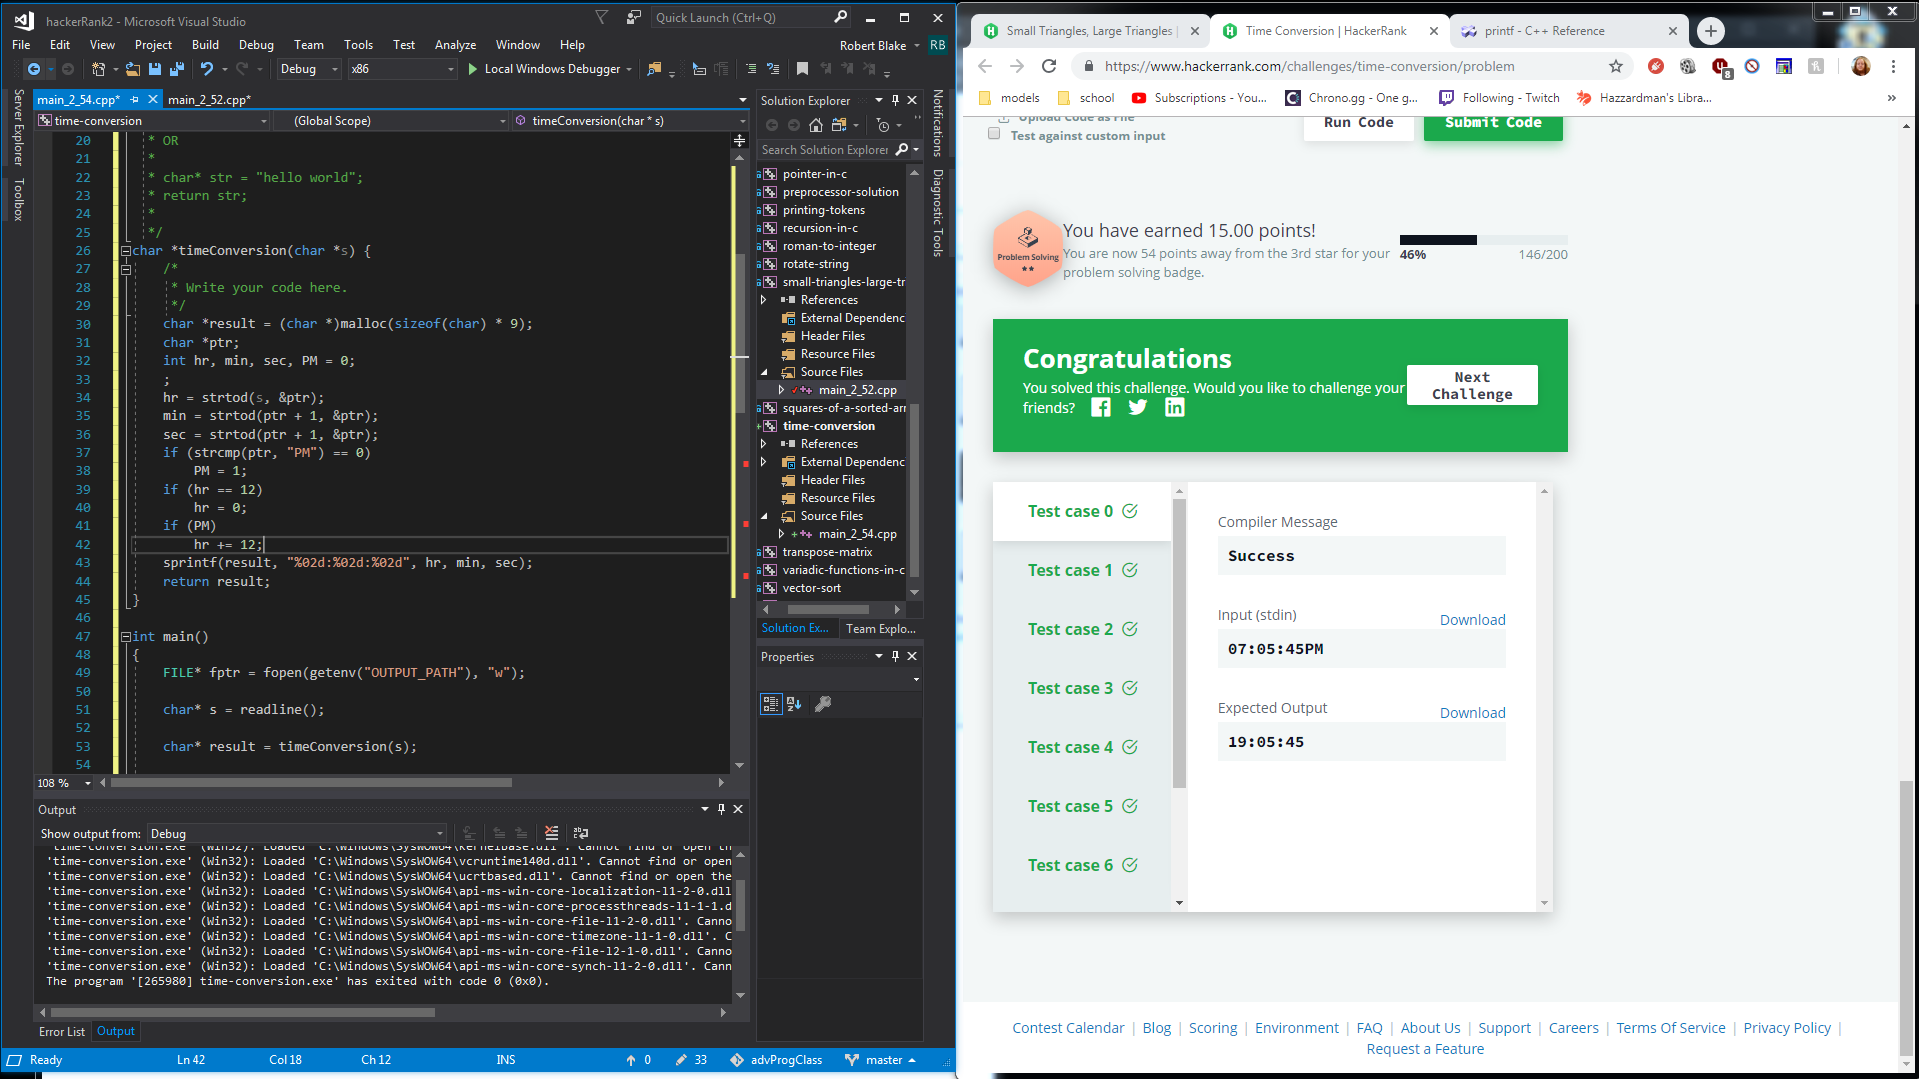 hackerRank2 - Microsoft Visual Studio
Quick Launch (Ctrl+Q)
File Edit View Project Build Debug Team Tools Test Analyze Window Help
Robert Blake RB
Debug x86 Local Windows Debugger
Server Explorer
Toolbox
main_2_54.cpp* main_2_52.cpp*
time-conversion (Global Scope) timeConversion(char * s)
20 * OR
21 *
22 * char* str = "hello world";
23 * return str;
24 *
25 */
26 char *timeConversion(char *s) {
27 /*
28 * Write your code here.
29 */
30 char *result = (char *)malloc(sizeof(char) * 9);
31 char *ptr;
32 int hr, min, sec, PM = 0;
33 ;
34 hr = strtod(s, &ptr);
35 min = strtod(ptr + 1, &ptr);
36 sec = strtod(ptr + 1, &ptr);
37 if (strcmp(ptr, "PM") == 0)
38 PM = 1;
39 if (hr == 12)
40 hr = 0;
41 if (PM)
42 hr += 12;
43 sprintf(result, "%02d:%02d:%02d", hr, min, sec);
44 return result;
45 }
46
47 int main()
48 {
49 FILE* fptr = fopen(getenv("OUTPUT_PATH"), "w");
50
51 char* s = readline();
52
53 char* result = timeConversion(s);
54
108 %
Output
Show output from: Debug
'time-conversion.exe' (Win32): Loaded 'C:\Windows\SysWOW64\KernelBase.dll'. Cannot find or open th
'time-conversion.exe' (Win32): Loaded 'C:\Windows\SysWOW64\vcruntime140d.dll'. Cannot find or open
'time-conversion.exe' (Win32): Loaded 'C:\Windows\SysWOW64\ucrtbased.dll'. Cannot find or open the
'time-conversion.exe' (Win32): Loaded 'C:\Windows\SysWOW64\api-ms-win-core-localization-l1-2-0.dll
'time-conversion.exe' (Win32): Loaded 'C:\Windows\SysWOW64\api-ms-win-core-processthreads-l1-1-1.d
'time-conversion.exe' (Win32): Loaded 'C:\Windows\SysWOW64\api-ms-win-core-file-l1-2-0.dll'. Canno
'time-conversion.exe' (Win32): Loaded 'C:\Windows\SysWOW64\api-ms-win-core-timezone-l1-1-0.dll'. C
'time-conversion.exe' (Win32): Loaded 'C:\Windows\SysWOW64\api-ms-win-core-file-l2-1-0.dll'. Canno
'time-conversion.exe' (Win32): Loaded 'C:\Windows\SysWOW64\api-ms-win-core-synch-l1-2-0.dll'. Cann
The program '[265980] time-conversion.exe' has exited with code 0 (0x0).
Error List Output
Ready Ln 42 Col 18 Ch 12 INS 0 33 advProgClass master
Solution Explorer
Search Solution Explorer
pointer-in-c
preprocessor-solution
printing-tokens
recursion-in-c
roman-to-integer
rotate-string
small-triangles-large-tr
References
External Dependenc
Header Files
Resource Files
Source Files
main_2_52.cpp
squares-of-a-sorted-arr
time-conversion
References
External Dependenc
Header Files
Resource Files
Source Files
main_2_54.cpp
transpose-matrix
variadic-functions-in-c
vector-sort
Solution Ex... Team Explo...
Properties
Notifications
Diagnostic Tools
Small Triangles, Large Triangles | Time Conversion | HackerRank printf - C++ Reference
https://www.hackerrank.com/challenges/time-conversion/problem
8
models school Subscriptions - You... Chrono.gg - One g... Following - Twitch Hazzardman's Libra... »
Upload Code as File
Test against custom input
Run Code Submit Code
Problem Solving
You have earned 15.00 points!
You are now 54 points away from the 3rd star for your
problem solving badge.
46% 146/200
Congratulations
You solved this challenge. Would you like to challenge your
friends?
Next
Challenge
Test case 0
Test case 1
Test case 2
Test case 3
Test case 4
Test case 5
Test case 6
Compiler Message
Success
Input (stdin) Download
07:05:45PM
Expected Output Download
19:05:45
Contest Calendar | Blog | Scoring | Environment | FAQ | About Us | Support | Careers | Terms Of Service | Privacy Policy |
Request a Feature